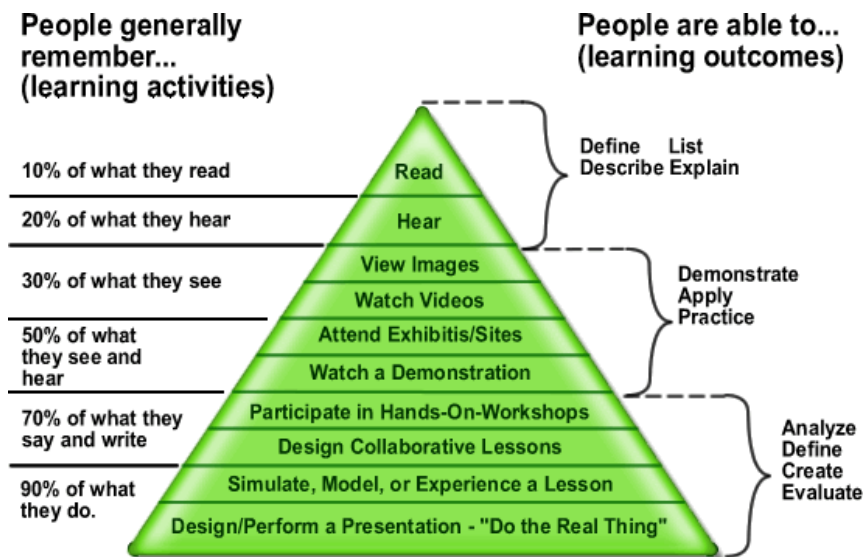 People generally
remember...
(learning activities)
People are able to...
(learning outcomes)
10% of what they read
20% of what they hear
30% of what they see
50% of what
they see and
hear
70% of what they
say and write
90% of what
they do.
Read
Hear
View Images
Watch Videos
Attend Exhibitis/Sites
Watch a Demonstration
Participate in Hands-On-Workshops
Design Collaborative Lessons
Simulate, Model, or Experience a Lesson
Design/Perform a Presentation - "Do the Real Thing"
Define List
Describe Explain
Demonstrate
Apply
Practice
Analyze
Define
Create
Evaluate